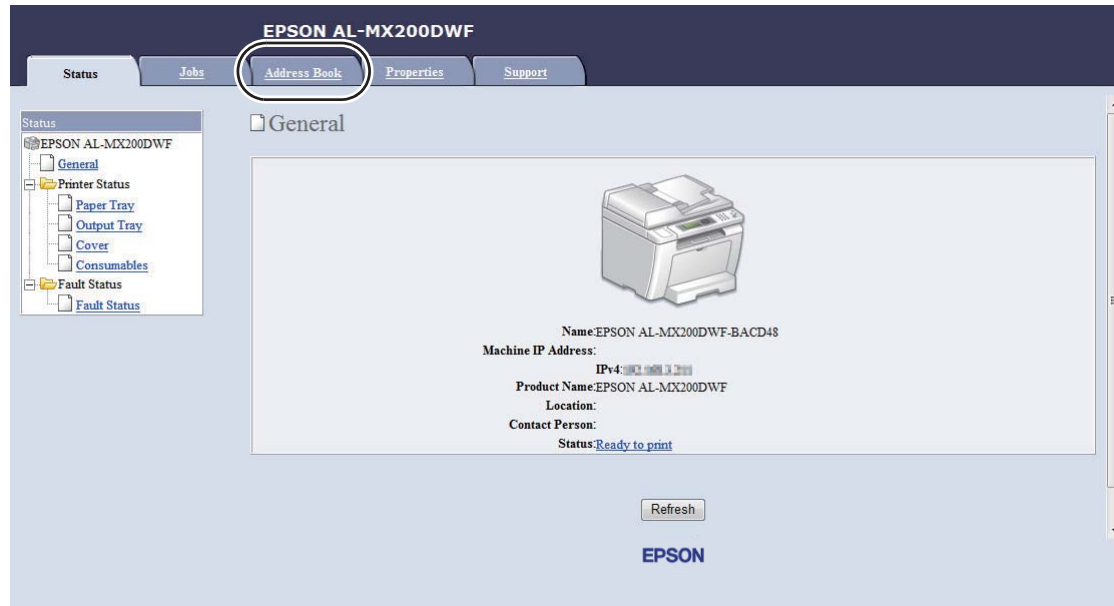 EPSON AL-MX200DWF
Status Jobs Address Book Properties Support
Status
EPSON AL-MX200DWF
General
Printer Status
Paper Tray
Output Tray
Cover
Consumables
Fault Status
Fault Status
General
Name:EPSON AL-MX200DWF-BACD48
Machine IP Address:
IPv4:
Product Name:EPSON AL-MX200DWF
Location:
Contact Person:
Status:Ready to print
Refresh
EPSON